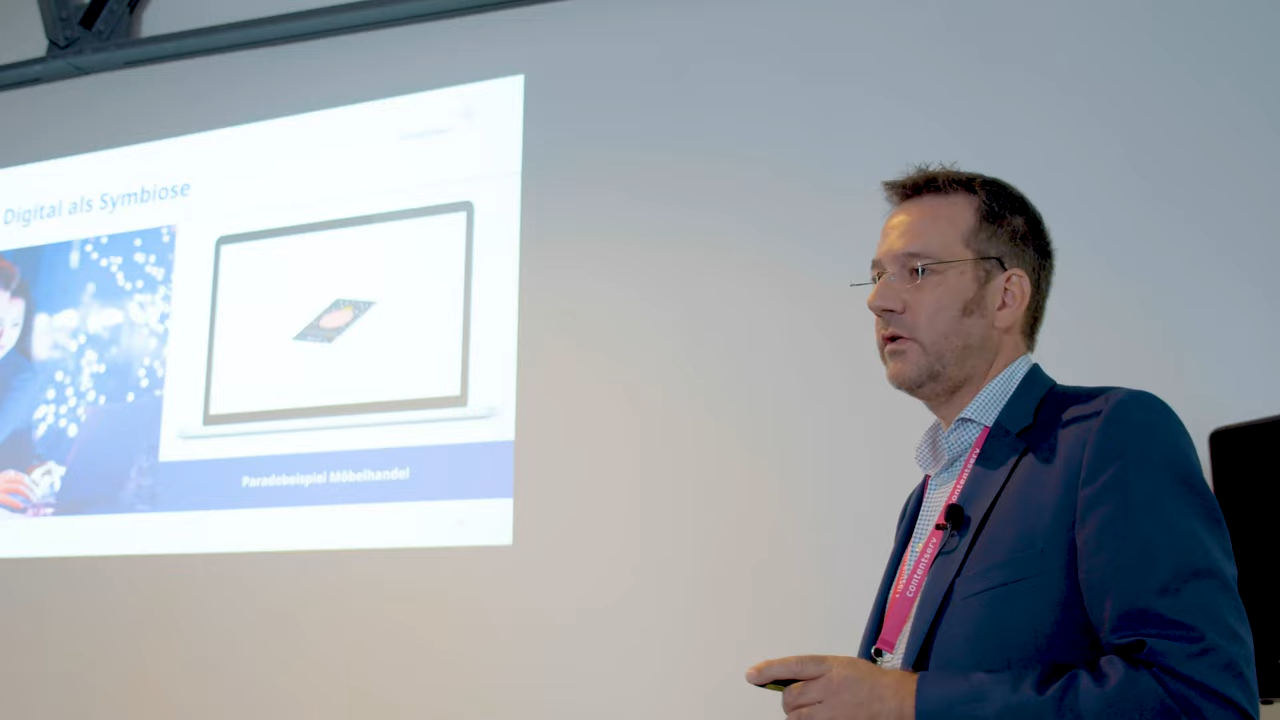 Digital als Symbiose
Paradebeispiel Möbelhandel
contentserv
contentserv